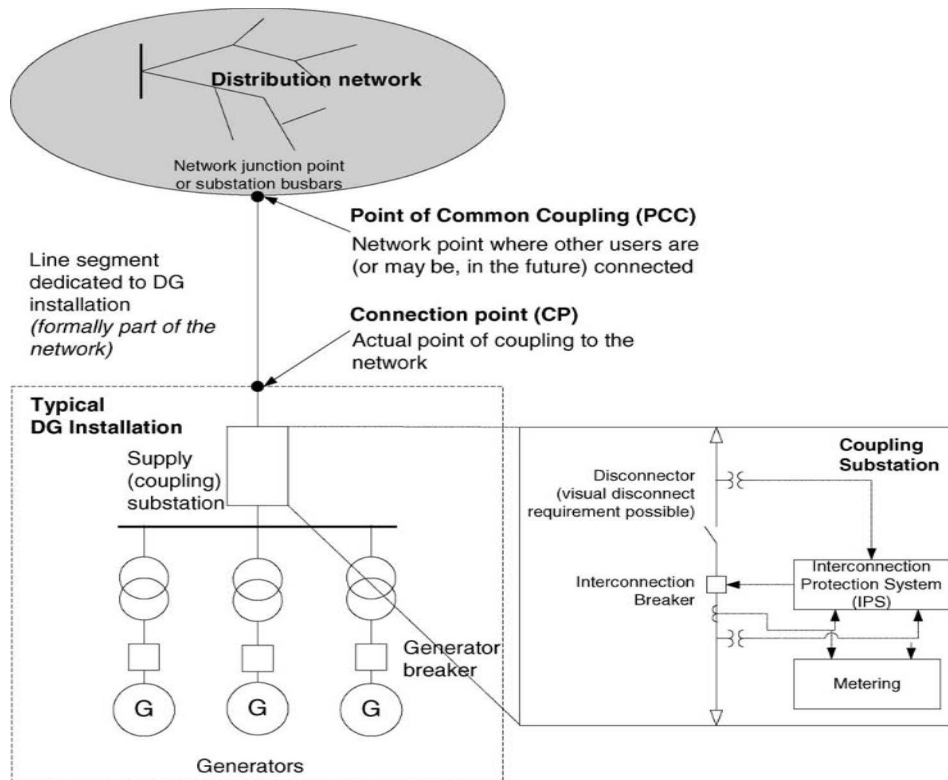 Distribution network
Network junction point
or substation busbars
Point of Common Coupling (PCC)
Network point where other users are
(or may be, in the future) connected
Line segment
dedicated to DG
installation
(formally part of the
network)
Connection point (CP)
Actual point of coupling to the
network
Typical
DG Installation
Supply
(coupling)
substation
Generator
breaker
G
G
G
Generators
Coupling
Substation
Disconnector
(visual disconnect
requirement possible)
Interconnection
Breaker
Interconnection
Protection System
(IPS)
Metering